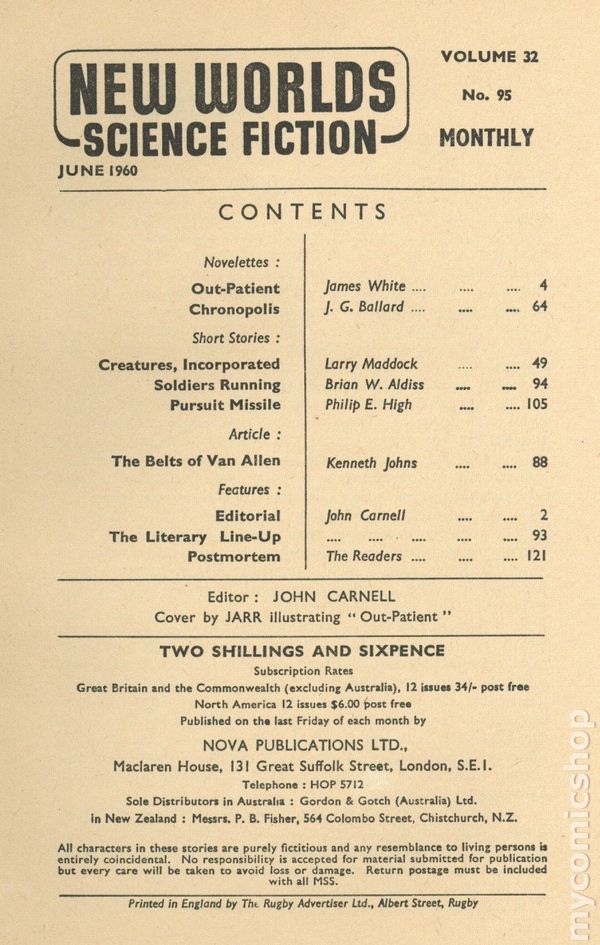 NEW WORLDS
SCIENCE FICTION
VOLUME 32
No. 95
MONTHLY
JUNE 1960
CONTENTS
Novelettes :
Out-Patient James White .... .... .... 4
Chronopolis J. G. Ballard .... .... .... 64
Short Stories :
Creatures, Incorporated Larry Maddock .... .... 49
Soldiers Running Brian W. Aldiss .... .... 94
Pursuit Missile Philip E. High .... .... 105
Article :
The Belts of Van Allen Kenneth Johns .... .... 88
Features :
Editorial John Carnell .... .... 2
The Literary Line-Up .... .... .... .... .... 93
Postmortem The Readers .... .... .... 121
Editor : JOHN CARNELL
Cover by JARR illustrating “ Out-Patient ”
TWO SHILLINGS AND SIXPENCE
Subscription Rates
Great Britain and the Commonwealth (excluding Australia), 12 issues 34/- post free
North America 12 issues $6.00 post free
Published on the last Friday of each month by
NOVA PUBLICATIONS LTD.,
Maclaren House, 131 Great Suffolk Street, London, S.E.1.
Telephone : HOP 5712
Sole Distributors in Australia : Gordon & Gotch (Australia) Ltd.
in New Zealand : Messrs. P. B. Fisher, 564 Colombo Street, Chistchurch, N.Z.
All characters in these stories are purely fictitious and any resemblance to living persons is
entirely coincidental. No responsibility is accepted for material submitted for publication
but every care will be taken to avoid loss or damage. Return postage must be included
with all MSS.
Printed in England by The Rugby Advertiser Ltd., Albert Street, Rugby
mycomicshop